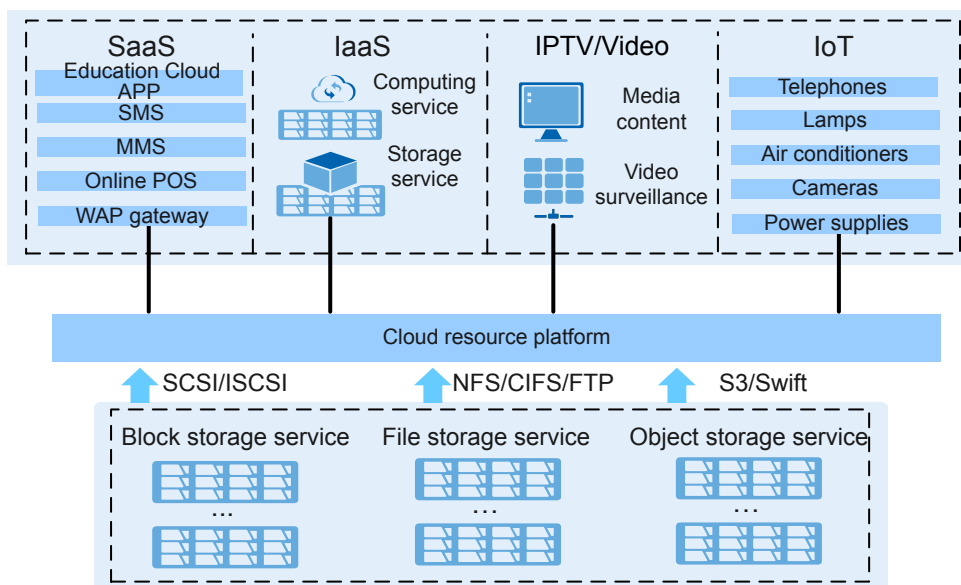 SaaS
Education Cloud
APP
SMS
MMS
Online POS
WAP gateway
IaaS
Computing
service
Storage
service
IPTV/Video
Media
content
Video
surveillance
IoT
Telephones
Lamps
Air conditioners
Cameras
Power supplies
Cloud resource platform
SCSI/ISCSI
NFS/CIFS/FTP
S3/Swift
Block storage service
File storage service
Object storage service
...
...
...